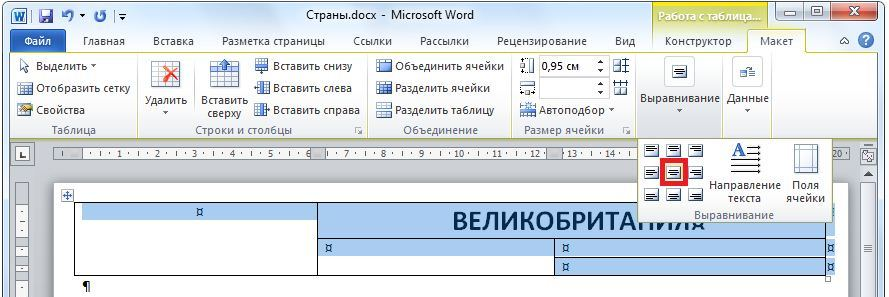 Страны.docx - Microsoft Word
Работа с таблица...
Файл Главная Вставка Разметка страницы Ссылки Рассылки Рецензирование Вид Конструктор Макет
Выделить
Отобразить сетку
Свойства
Таблица
Удалить
Вставить сверху
Вставить снизу
Вставить слева
Вставить справа
Строки и столбцы
Объединить ячейки
Разделить ячейки
Разделить таблицу
Объединение
0,95 см
Автоподбор
Размер ячейки
Выравнивание
Данные
Направление текста
Поля ячейки
Выравнивание
1 2 3 4 5 6 7 8 9 10 11 13 14 15 16 17 18 20
¤ ВЕЛИКОБРИТАНИЯ
¤ ¤ ¤
¤ ¤
¶